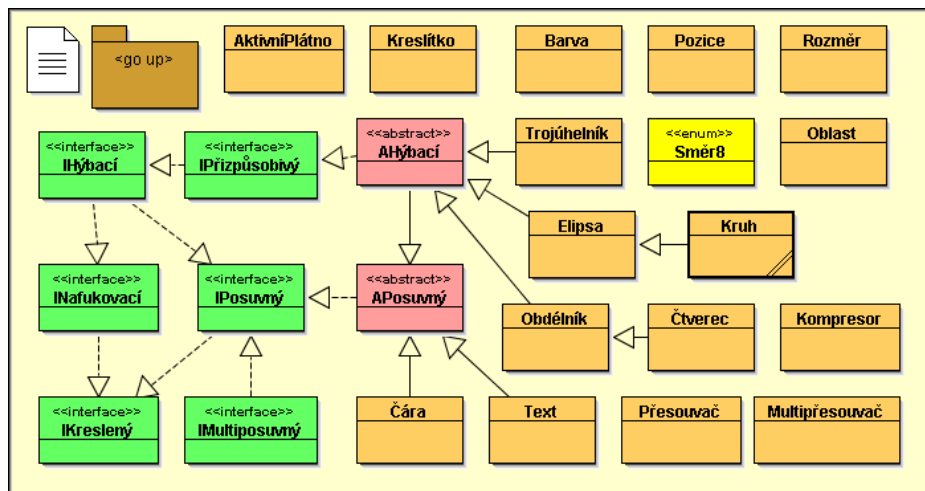 <go up>
AktivníPlátno
Kreslítko
Barva
Pozice
Rozměr
<<interface>>
IHýbací
<<interface>>
IPřizpůsobivý
<<abstract>>
AHýbací
Trojúhelník
<<enum>>
Směr8
Oblast
Elipsa
Kruh
<<interface>>
INafukovací
<<interface>>
IPosuvný
<<abstract>>
APosuvný
Obdélník
Čtverec
Kompresor
<<interface>>
IKreslený
<<interface>>
IMultiposuvný
Čára
Text
Přesouvač
Multipřesouvač